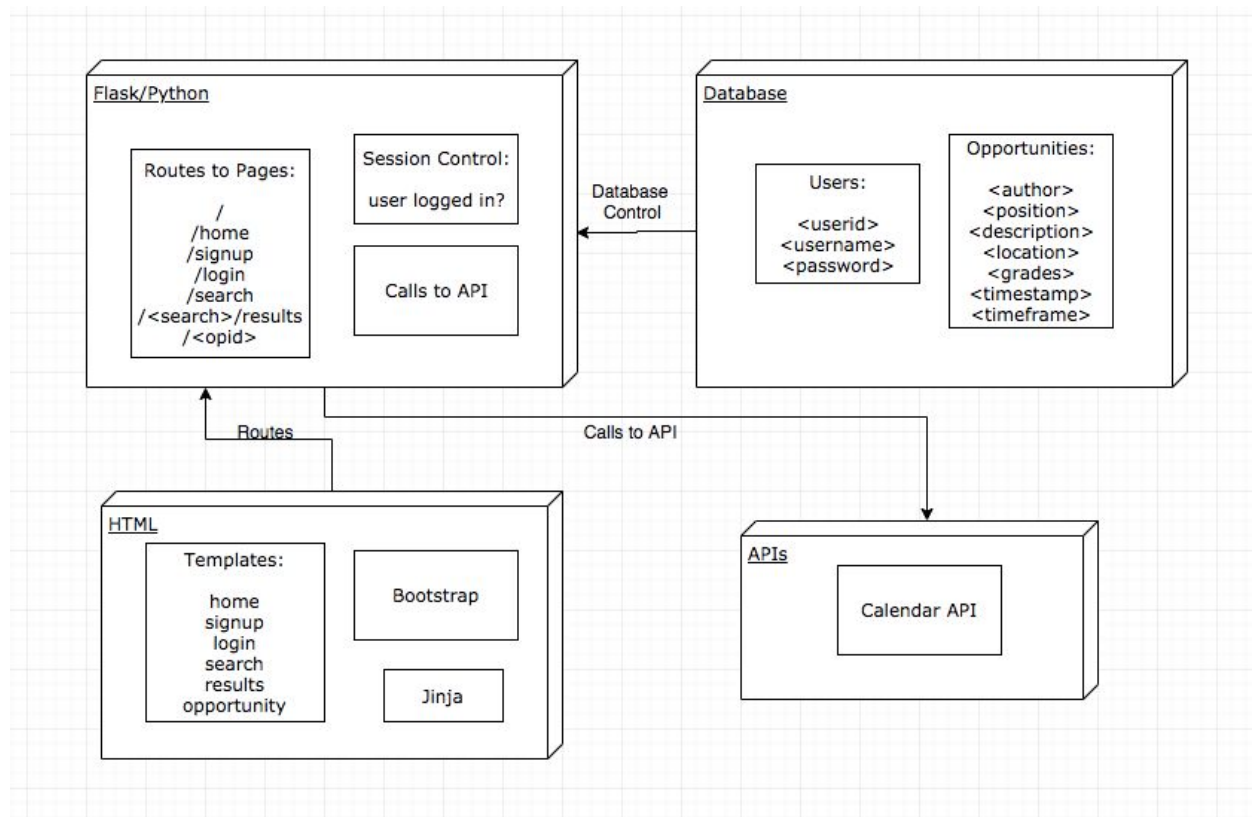 Flask/Python
Routes to Pages:
/
/home
/signup
/login
/search
/<search>/results
/<opid>
Session Control:
user logged in?
Calls to API
Database
Control
Database
Users:
<userid>
<username>
<password>
Opportunities:
<author>
<position>
<description>
<location>
<grades>
<timestamp>
<timeframe>
Routes
Calls to API
HTML
Templates:
home
signup
login
search
results
opportunity
Bootstrap
Jinja
APIs
Calendar API